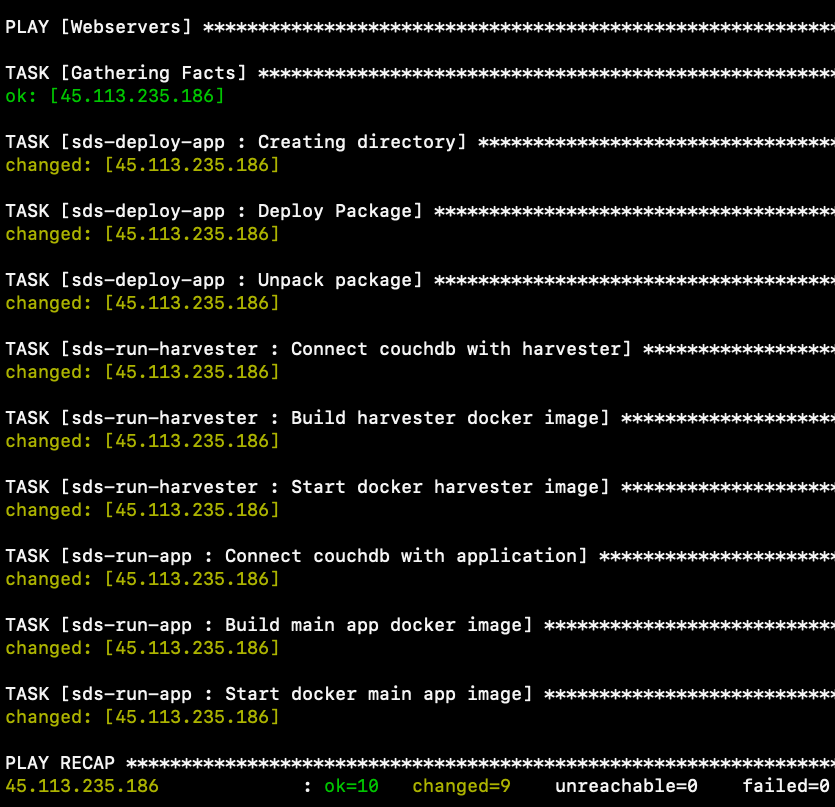 PLAY [Webservers] **********************************************************
TASK [Gathering Facts] *****************************************************
ok: [45.113.235.186]
TASK [sds-deploy-app : Creating directory] *********************************
changed: [45.113.235.186]
TASK [sds-deploy-app : Deploy Package] *************************************
changed: [45.113.235.186]
TASK [sds-deploy-app : Unpack package] *************************************
changed: [45.113.235.186]
TASK [sds-run-harvester : Connect couchdb with harvester] ******************
changed: [45.113.235.186]
TASK [sds-run-harvester : Build harvester docker image] ********************
changed: [45.113.235.186]
TASK [sds-run-harvester : Start docker harvester image] ********************
changed: [45.113.235.186]
TASK [sds-run-app : Connect couchdb with application] **********************
changed: [45.113.235.186]
TASK [sds-run-app : Build main app docker image] ***************************
changed: [45.113.235.186]
TASK [sds-run-app : Start docker main app image] ***************************
changed: [45.113.235.186]
PLAY RECAP *****************************************************************
45.113.235.186             : ok=10   changed=9    unreachable=0    failed=0